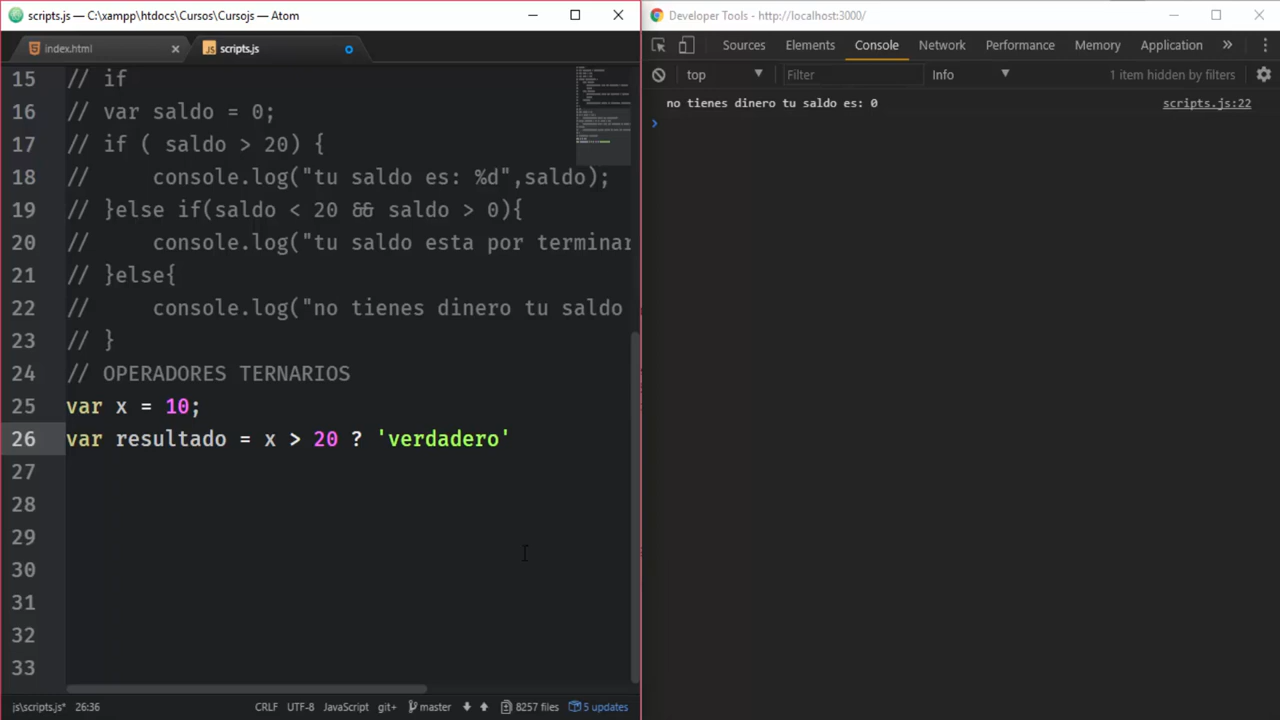 scripts.js — C:\xampp\htdocs\Cursos\Cursojs — Atom
index.html
scripts.js
15 // if
16 // var saldo = 0;
17 // if ( saldo > 20) {
18 //     console.log("tu saldo es: %d",saldo);
19 // }else if(saldo < 20 && saldo > 0){
20 //     console.log("tu saldo esta por terminar
21 // }else{
22 //     console.log("no tienes dinero tu saldo
23 // }
24 // OPERADORES TERNARIOS
25 var x = 10;
26 var resultado = x > 20 ? 'verdadero'
27
28
29
30
31
32
33
js\scripts.js* 26:36 CRLF UTF-8 JavaScript git+ master 8257 files 5 updates
Developer Tools - http://localhost:3000/
Sources Elements Console Network Performance Memory Application »
top Filter Info 1 item hidden by filters
no tienes dinero tu saldo es: 0 scripts.js:22